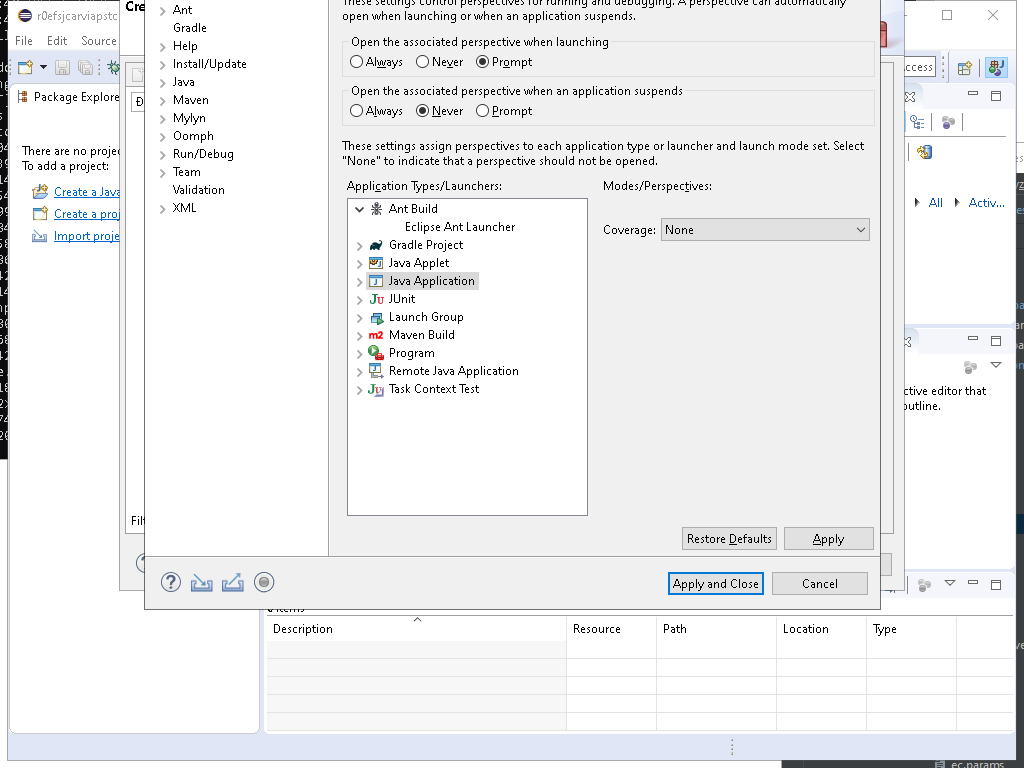 r0efsjcarviapstc
Cre
These settings control perspectives for running and debugging. A perspective can automatically
open when launching or when an application suspends.
File Edit Source
Ant
Gradle
Help
Install/Update
Java
Maven
Mylyn
Oomph
Run/Debug
Team
Validation
XML
Open the associated perspective when launching
Always Never Prompt
Open the associated perspective when an application suspends
Always Never Prompt
These settings assign perspectives to each application type or launcher and launch mode set. Select
"None" to indicate that a perspective should not be opened.
Application Types/Launchers:
Modes/Perspectives:
Ant Build
Eclipse Ant Launcher
Gradle Project
Java Applet
Java Application
JUnit
Launch Group
Maven Build
Program
Remote Java Application
Task Context Test
Coverage: None
Restore Defaults Apply
Apply and Close Cancel
Package Explore
There are no projec
To add a project:
Create a Java
Create a proj
Import proje
Filt
ccess
All Activ...
ctive editor that
outline.
0 items
Description Resource Path Location Type
ec.params